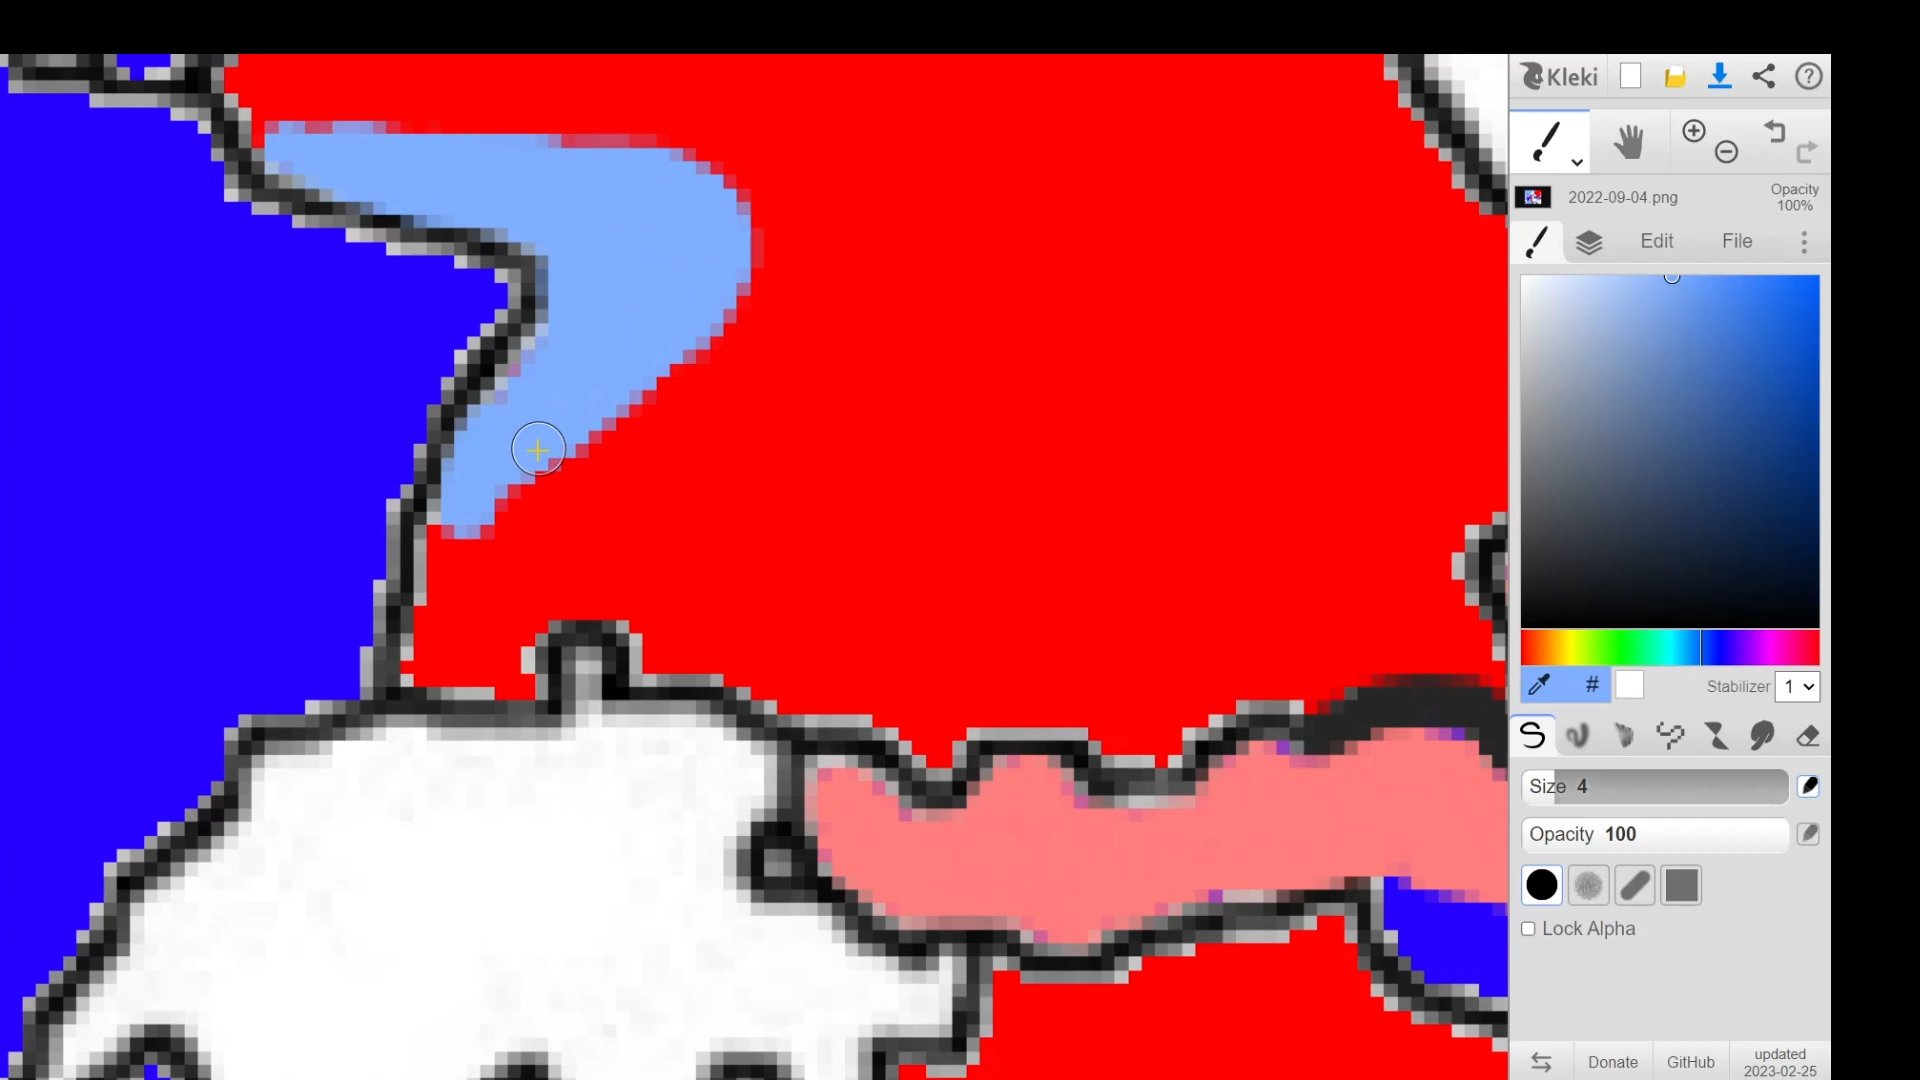 Kleki
2022-09-04.png
Opacity
100%
Edit
File
#
Stabilizer 1
Size 4
Opacity 100
Lock Alpha
Donate
GitHub
updated
2023-02-25